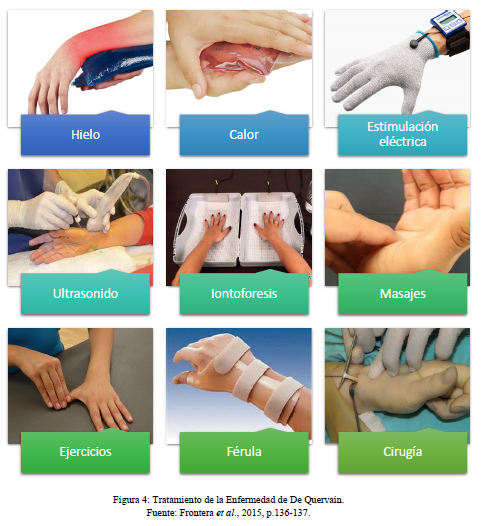 Hielo
Calor
Estimulación
eléctrica
Ultrasonido
Iontoforesis
Masajes
Ejercicios
Férula
Cirugía
Figura 4: Tratamiento de la Enfermedad de De Quervain.
Fuente: Frontera et al., 2015, p.136-137.